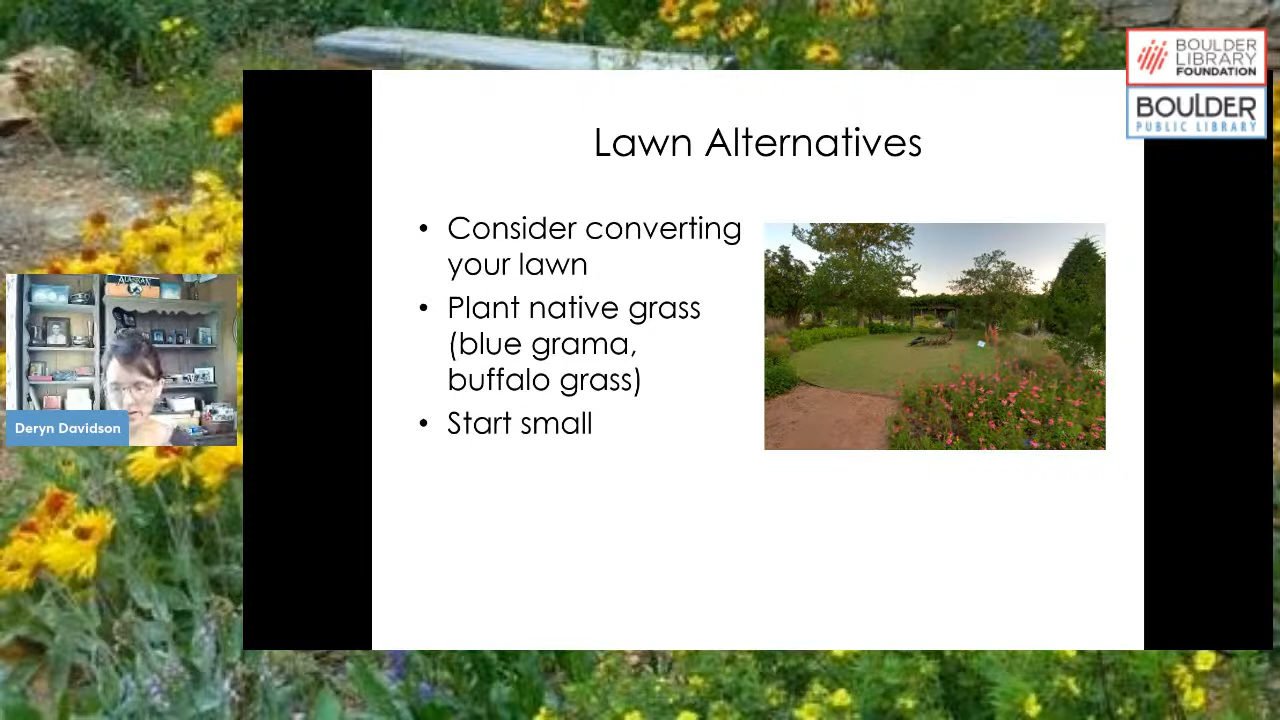 BOULDER
LIBRARY
FOUNDATION
BOULDER
PUBLIC LIBRARY
Lawn Alternatives
• Consider converting
your lawn
• Plant native grass
(blue grama,
buffalo grass)
• Start small
Deryn Davidson